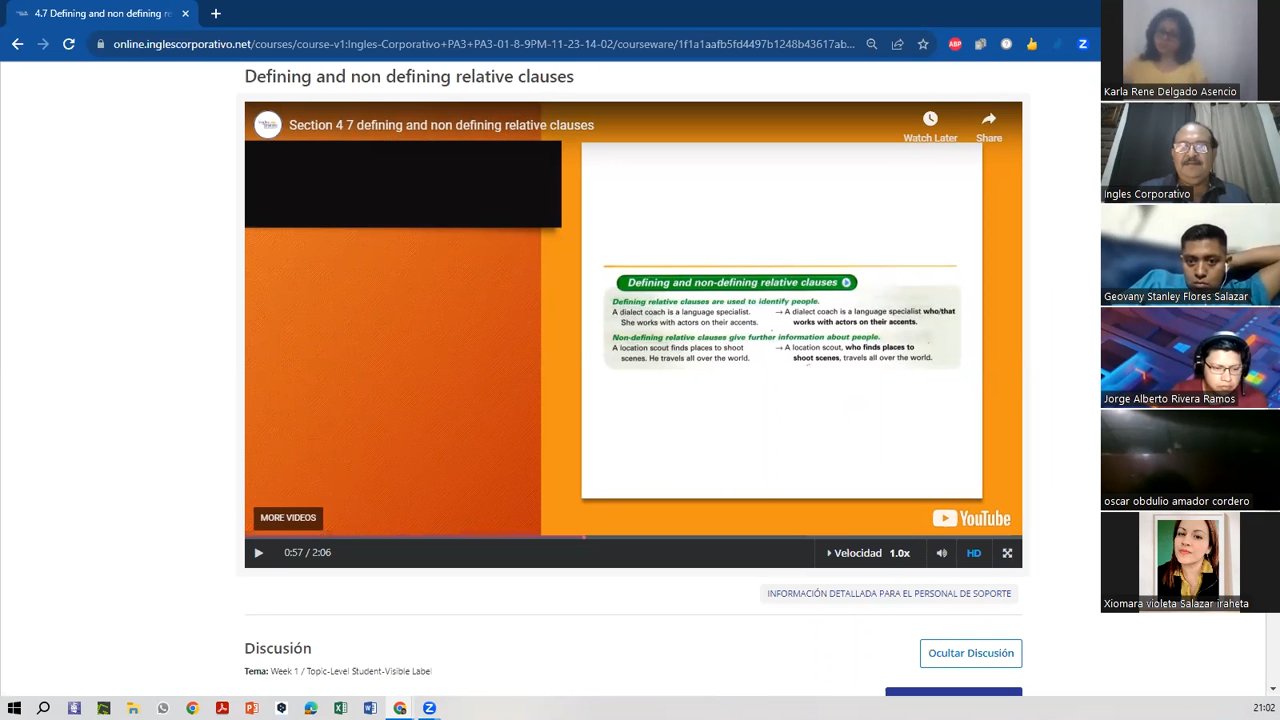 4.7 Defining and non defining re
online.inglescorporativo.net/courses/course-v1:Ingles-Corporativo+PA3+PA3-01-8-9PM-11-23-14-02/courseware/1f1a1aafb5fd4497b1248b43617ab...
ABP
Defining and non defining relative clauses
Section 4 7 defining and non defining relative clauses
Watch Later
Share
Defining and non-defining relative clauses
Defining relative clauses are used to identify people.
A dialect coach is a language specialist.
She works with actors on their accents.
→ A dialect coach is a language specialist who/that
works with actors on their accents.
Non-defining relative clauses give further information about people.
A location scout finds places to shoot
scenes. He travels all over the world.
→ A location scout, who finds places to
shoot scenes, travels all over the world.
MORE VIDEOS
YouTube
0:57 / 2:06
Velocidad 1.0x
HD
INFORMACIÓN DETALLADA PARA EL PERSONAL DE SOPORTE
Discusión
Ocultar Discusión
Tema: Week 1 / Topic-Level Student-Visible Label
Karla Rene Delgado Asencio
Ingles Corporativo
Geovany Stanley Flores Salazar
Jorge Alberto Rivera Ramos
oscar obdulio amador cordero
Xiomara violeta Salazar iraheta
21:02